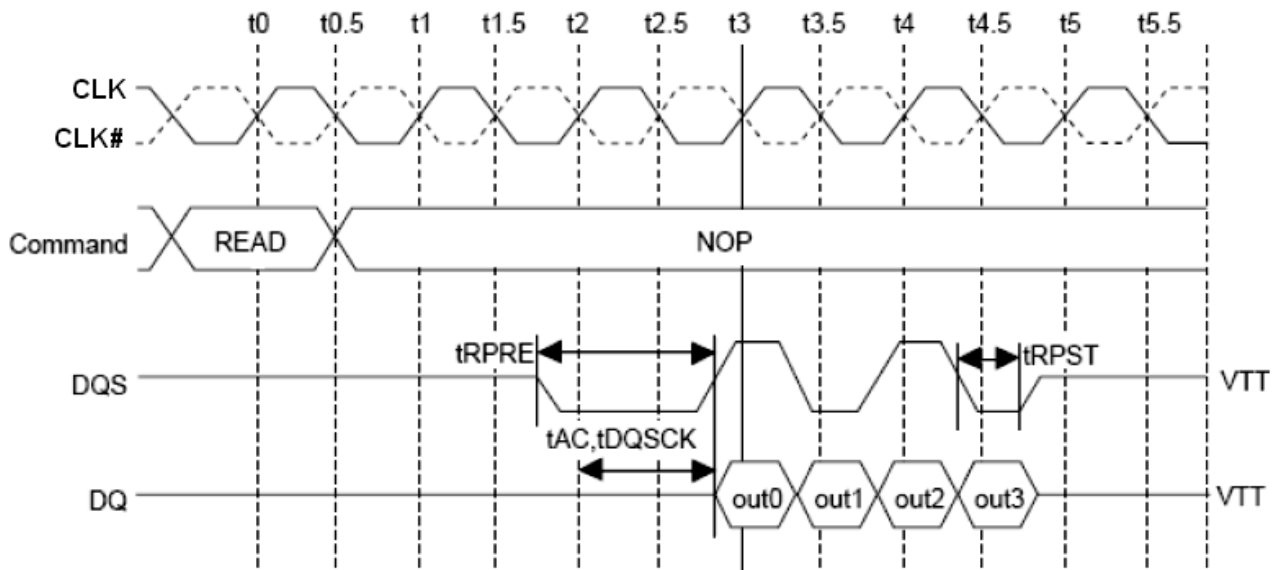 t0 t0.5 t1 t1.5 t2 t2.5 t3 t3.5 t4 t4.5 t5 t5.5
CLK
CLK#
Command READ NOP
tRPRE tRPST
DQS VTT
tAC,tDQSCK
DQ out0 out1 out2 out3 VTT